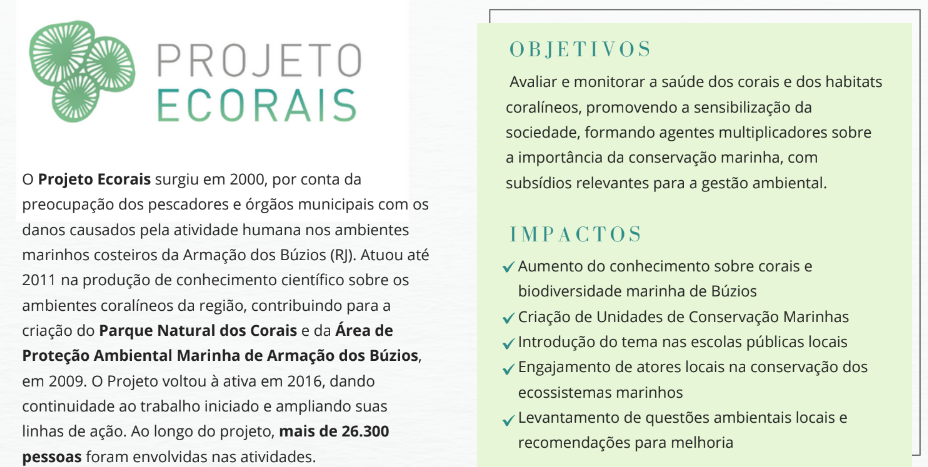 PROJETO
ECORAIS
O Projeto Ecorais surgiu em 2000, por conta da
preocupação dos pescadores e órgãos municipais com os
danos causados pela atividade humana nos ambientes
marinhos costeiros da Armação dos Búzios (RJ). Atuou até
2011 na produção de conhecimento científico sobre os
ambientes coralíneos da região, contribuindo para a
criação do Parque Natural dos Corais e da Área de
Proteção Ambiental Marinha de Armação dos Búzios,
em 2009. O Projeto voltou à ativa em 2016, dando
continuidade ao trabalho iniciado e ampliando suas
linhas de ação. Ao longo do projeto, mais de 26.300
pessoas foram envolvidas nas atividades.
OBJETIVOS
Avaliar e monitorar a saúde dos corais e dos habitats
coralíneos, promovendo a sensibilização da
sociedade, formando agentes multiplicadores sobre
a importância da conservação marinha, com
subsídios relevantes para a gestão ambiental.
IMPACTOS
Aumento do conhecimento sobre corais e
biodiversidade marinha de Búzios
Criação de Unidades de Conservação Marinhas
Introdução do tema nas escolas públicas locais
Engajamento de atores locais na conservação dos
ecossistemas marinhos
Levantamento de questões ambientais locais e
recomendações para melhoria